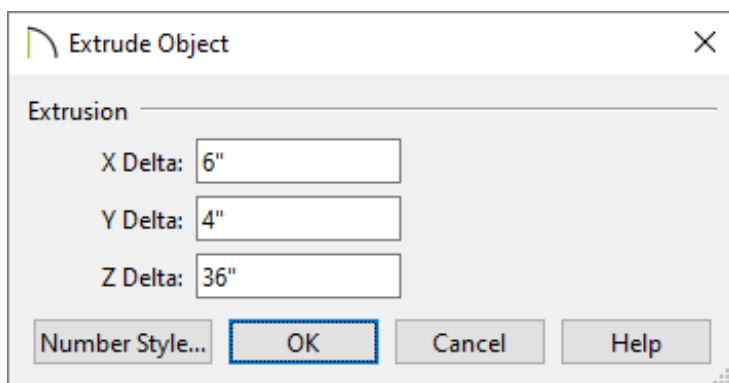 Extrude Object
Extrusion
X Delta: 6"
Y Delta: 4"
Z Delta: 36"
Number Style... OK Cancel Help